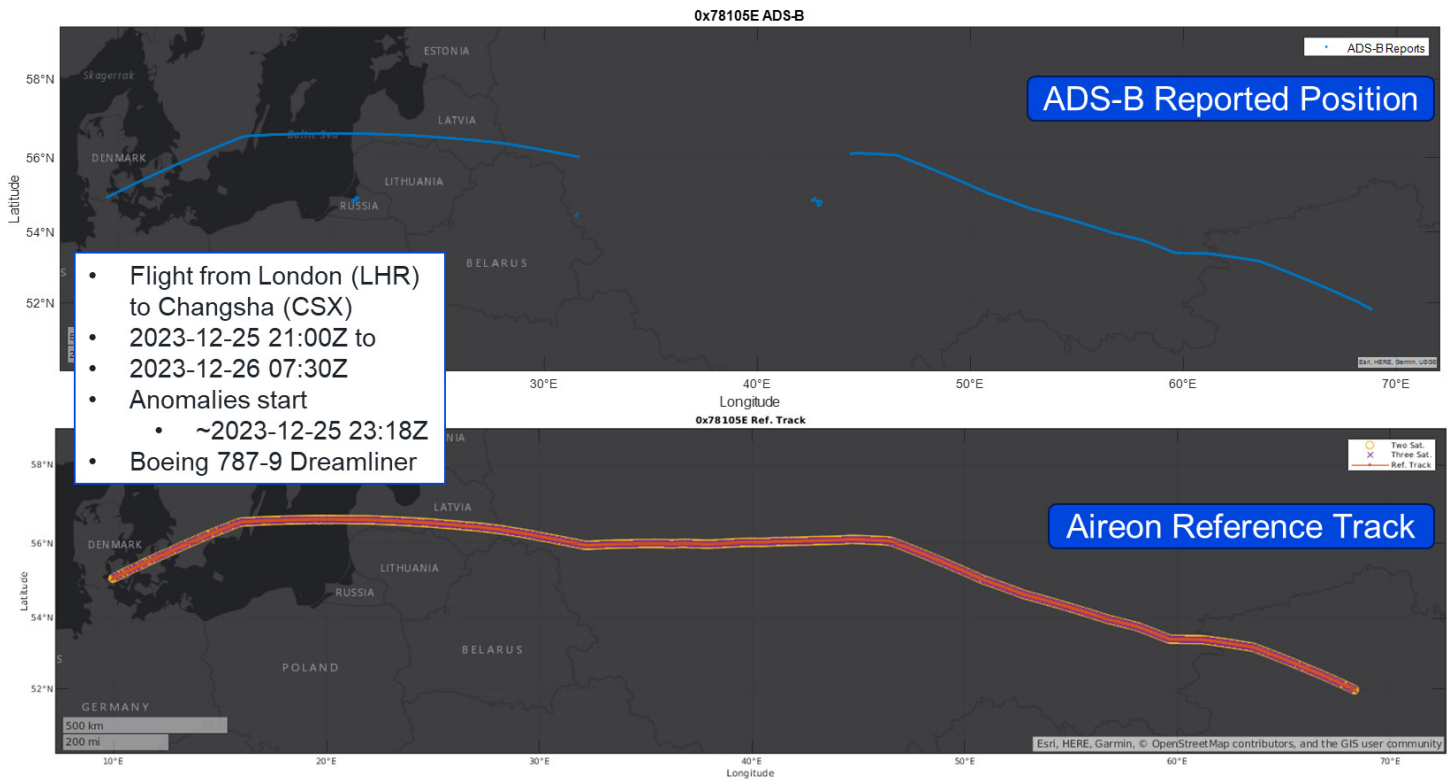 0x78105E ADS-B
ADS-B Reports
ADS-B Reported Position
58°N
56°N
54°N
52°N
Latitude
Skagerrak
ESTONIA
LATVIA
Baltic Sea
DENMARK
LITHUANIA
RUSSIA
BELARUS
S
Esri, HERE, Garmin, USGS
30°E
40°E
50°E
60°E
70°E
Longitude
• Flight from London (LHR)
to Changsha (CSX)
• 2023-12-25 21:00Z to
• 2023-12-26 07:30Z
• Anomalies start
• ~2023-12-25 23:18Z
• Boeing 787-9 Dreamliner
0x78105E Ref. Track
Two Sat.
Three Sat.
Ref. Track
Aireon Reference Track
58°N
56°N
54°N
52°N
Latitude
NIA
LATVIA
DENMARK
LITHUANIA
RUSSIA
BELARUS
S
POLAND
GERMANY
500 km
200 mi
Esri, HERE, Garmin, © OpenStreetMap contributors, and the GIS user community
10°E
20°E
30°E
40°E
50°E
60°E
70°E
Longitude